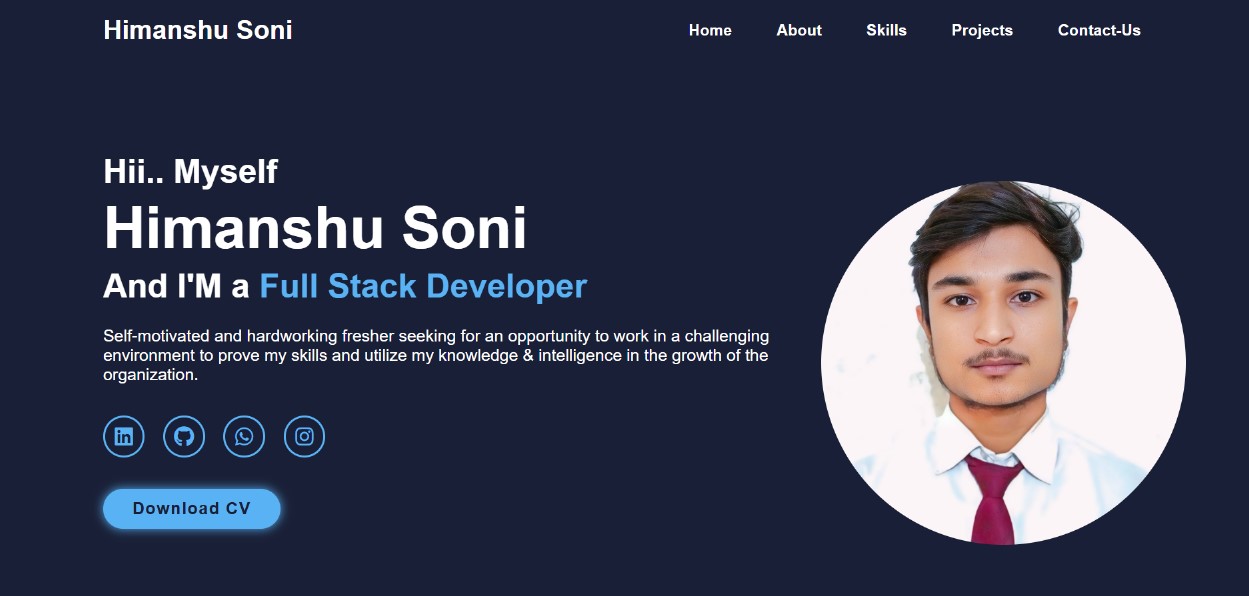 Himanshu Soni
Home About Skills Projects Contact-Us
Hii.. Myself
Himanshu Soni
And I'M a Full Stack Developer
Self-motivated and hardworking fresher seeking for an opportunity to work in a challenging
environment to prove my skills and utilize my knowledge & intelligence in the growth of the
organization.
in
Download CV